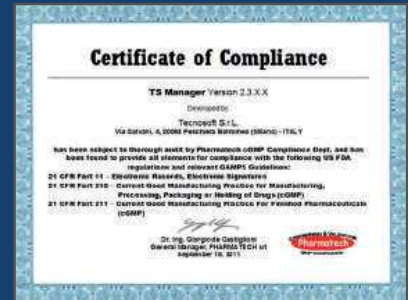 Certificate of Compliance
TS Manager Version 2.3.X.X
Developed by
Tecnosoft S.r.L.
Via Galvani, 4, 20068 Peschiera Borromeo (Milano) - ITALY
has been subject to thorough audit by Pharmatech cGMP Compliance Dept. and has
been found to provide all elements for compliance with the following US FDA
regulations and relevant GAMP5 Guidelines:
21 CFR Part 11 - Electronic Records, Electronic Signatures
21 CFR Part 210 - Current Good Manufacturing Practice for Manufacturing,
Processing, Packaging or Holding of Drugs (cGMP)
21 CFR Part 211 - Current Good Manufacturing Practice For Finished Pharmaceuticals
(cGMP)
Dr. Ing. Giorgio de Castiglioni
General Manager, PHARMATECH srl
September 19, 2011
Pharmatech